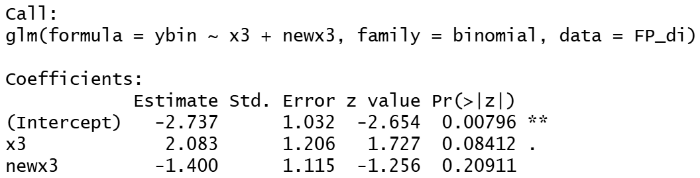 Call:
glm(formula = ybin ~ x3 + newx3, family = binomial, data = FP_di)
Coefficients:
Estimate Std. Error z value Pr(>|z|)
(Intercept) -2.737 1.032 -2.654 0.00796 **
x3 2.083 1.206 1.727 0.08412 .
newx3 -1.400 1.115 -1.256 0.20911